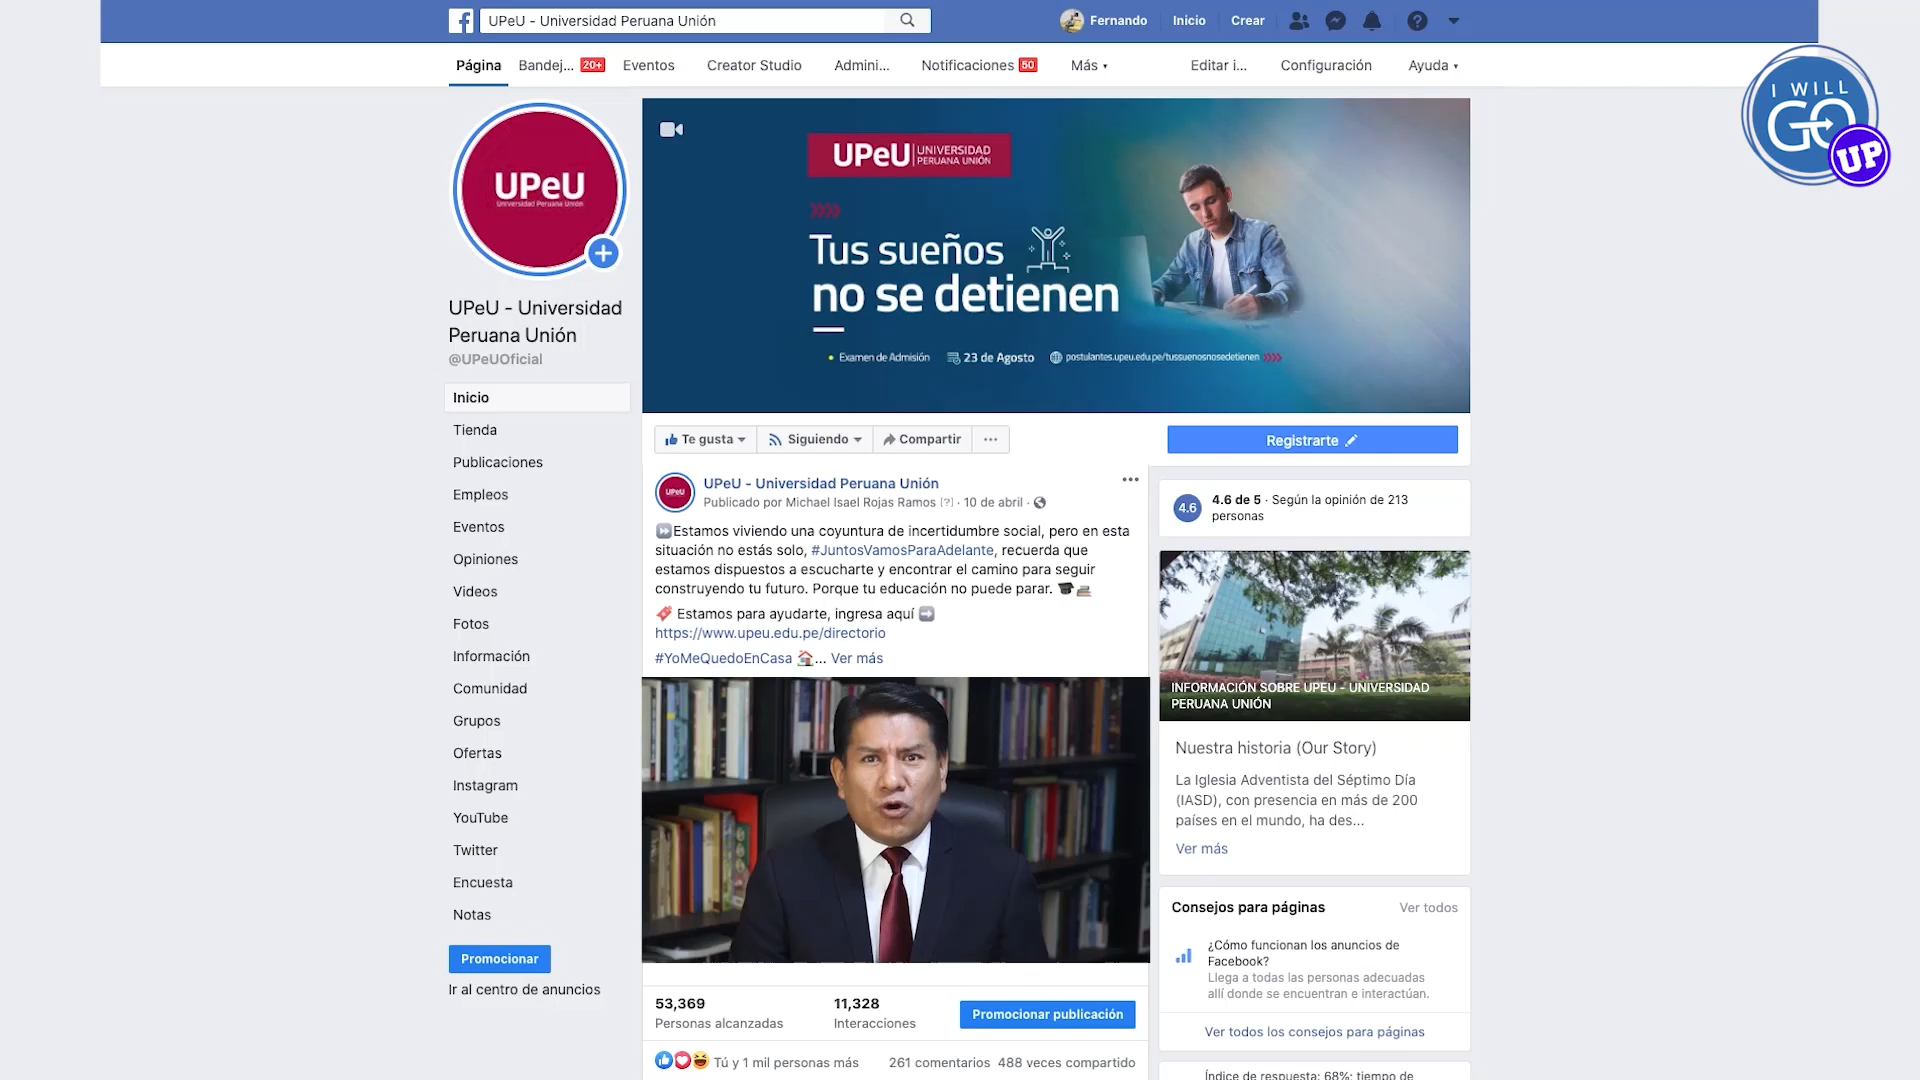 UPeU - Universidad Peruana Unión
Fernando
Inicio
Crear
Página
Bandej... 20+
Eventos
Creator Studio
Admini...
Notificaciones 50
Más
Editar i...
Configuración
Ayuda
I WILL
GO
UP
UPeU
Universidad Peruana Unión
UPeU - Universidad
Peruana Unión
@UPeUOficial
Inicio
Tienda
Publicaciones
Empleos
Eventos
Opiniones
Videos
Fotos
Información
Comunidad
Grupos
Ofertas
Instagram
YouTube
Twitter
Encuesta
Notas
Promocionar
Ir al centro de anuncios
UPeU UNIVERSIDAD
PERUANA UNIÓN
Tus sueños
no se detienen
• Examen de Admisión 23 de Agosto postulantes.upeu.edu.pe/tussuenosnosedetienen
Te gusta
Siguiendo
Compartir
...
Registrarte
UPeU
UPeU - Universidad Peruana Unión
Publicado por Michael Isael Rojas Ramos [?] · 10 de abril ·
Estamos viviendo una coyuntura de incertidumbre social, pero en esta
situación no estás solo, #JuntosVamosParaAdelante, recuerda que
estamos dispuestos a escucharte y encontrar el camino para seguir
construyendo tu futuro. Porque tu educación no puede parar. 🎓📚
Estamos para ayudarte, ingresa aquí ➡
https://www.upeu.edu.pe/directorio
#YoMeQuedoEnCasa 🏠... Ver más
53,369
Personas alcanzadas
11,328
Interacciones
Promocionar publicación
Tú y 1 mil personas más
261 comentarios 488 veces compartido
4.6
4.6 de 5 · Según la opinión de 213
personas
INFORMACIÓN SOBRE UPEU - UNIVERSIDAD
PERUANA UNIÓN
Nuestra historia (Our Story)
La Iglesia Adventista del Séptimo Día
(IASD), con presencia en más de 200
países en el mundo, ha des...
Ver más
Consejos para páginas
Ver todos
¿Cómo funcionan los anuncios de
Facebook?
Llega a todas las personas adecuadas
allí donde se encuentran e interactúan.
Ver todos los consejos para páginas
Índice de respuesta: 68%; tiempo de